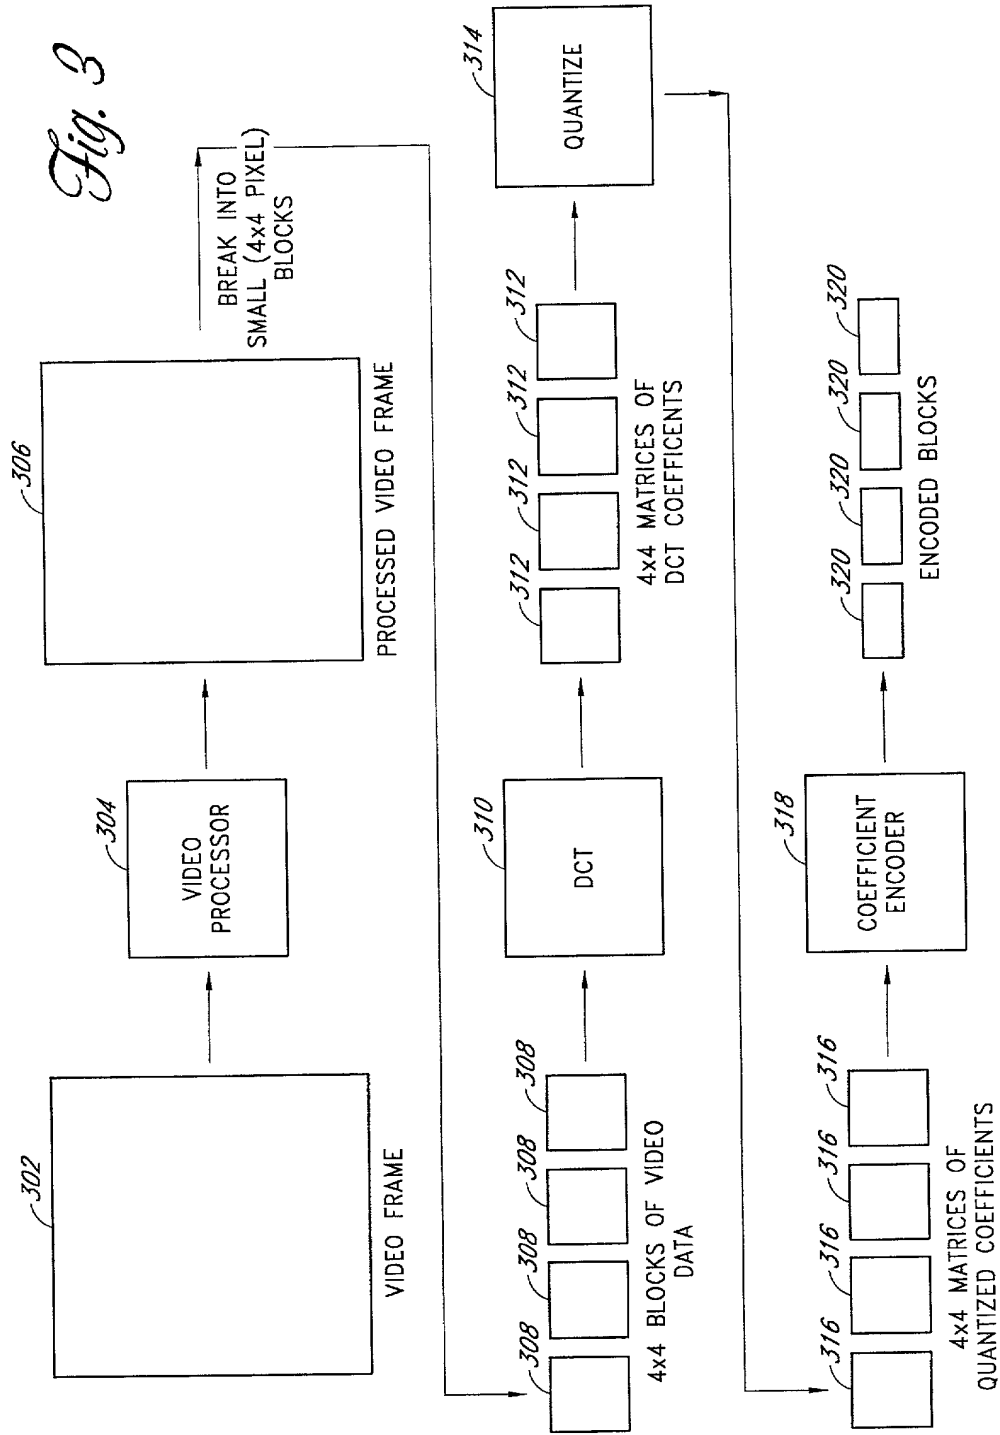 Fig. 3
302
VIDEO FRAME
304
VIDEO
PROCESSOR
306
PROCESSED VIDEO FRAME
BREAK INTO
SMALL (4x4 PIXEL)
BLOCKS
308
308
308
308
4x4 BLOCKS OF VIDEO
DATA
310
DCT
312
312
312
312
4x4 MATRICES OF
DCT COEFFICENTS
314
QUANTIZE
316
316
316
316
4x4 MATRICES OF
QUANTIZED COEFFICIENTS
318
COEFFICIENT
ENCODER
320
320
320
320
ENCODED BLOCKS